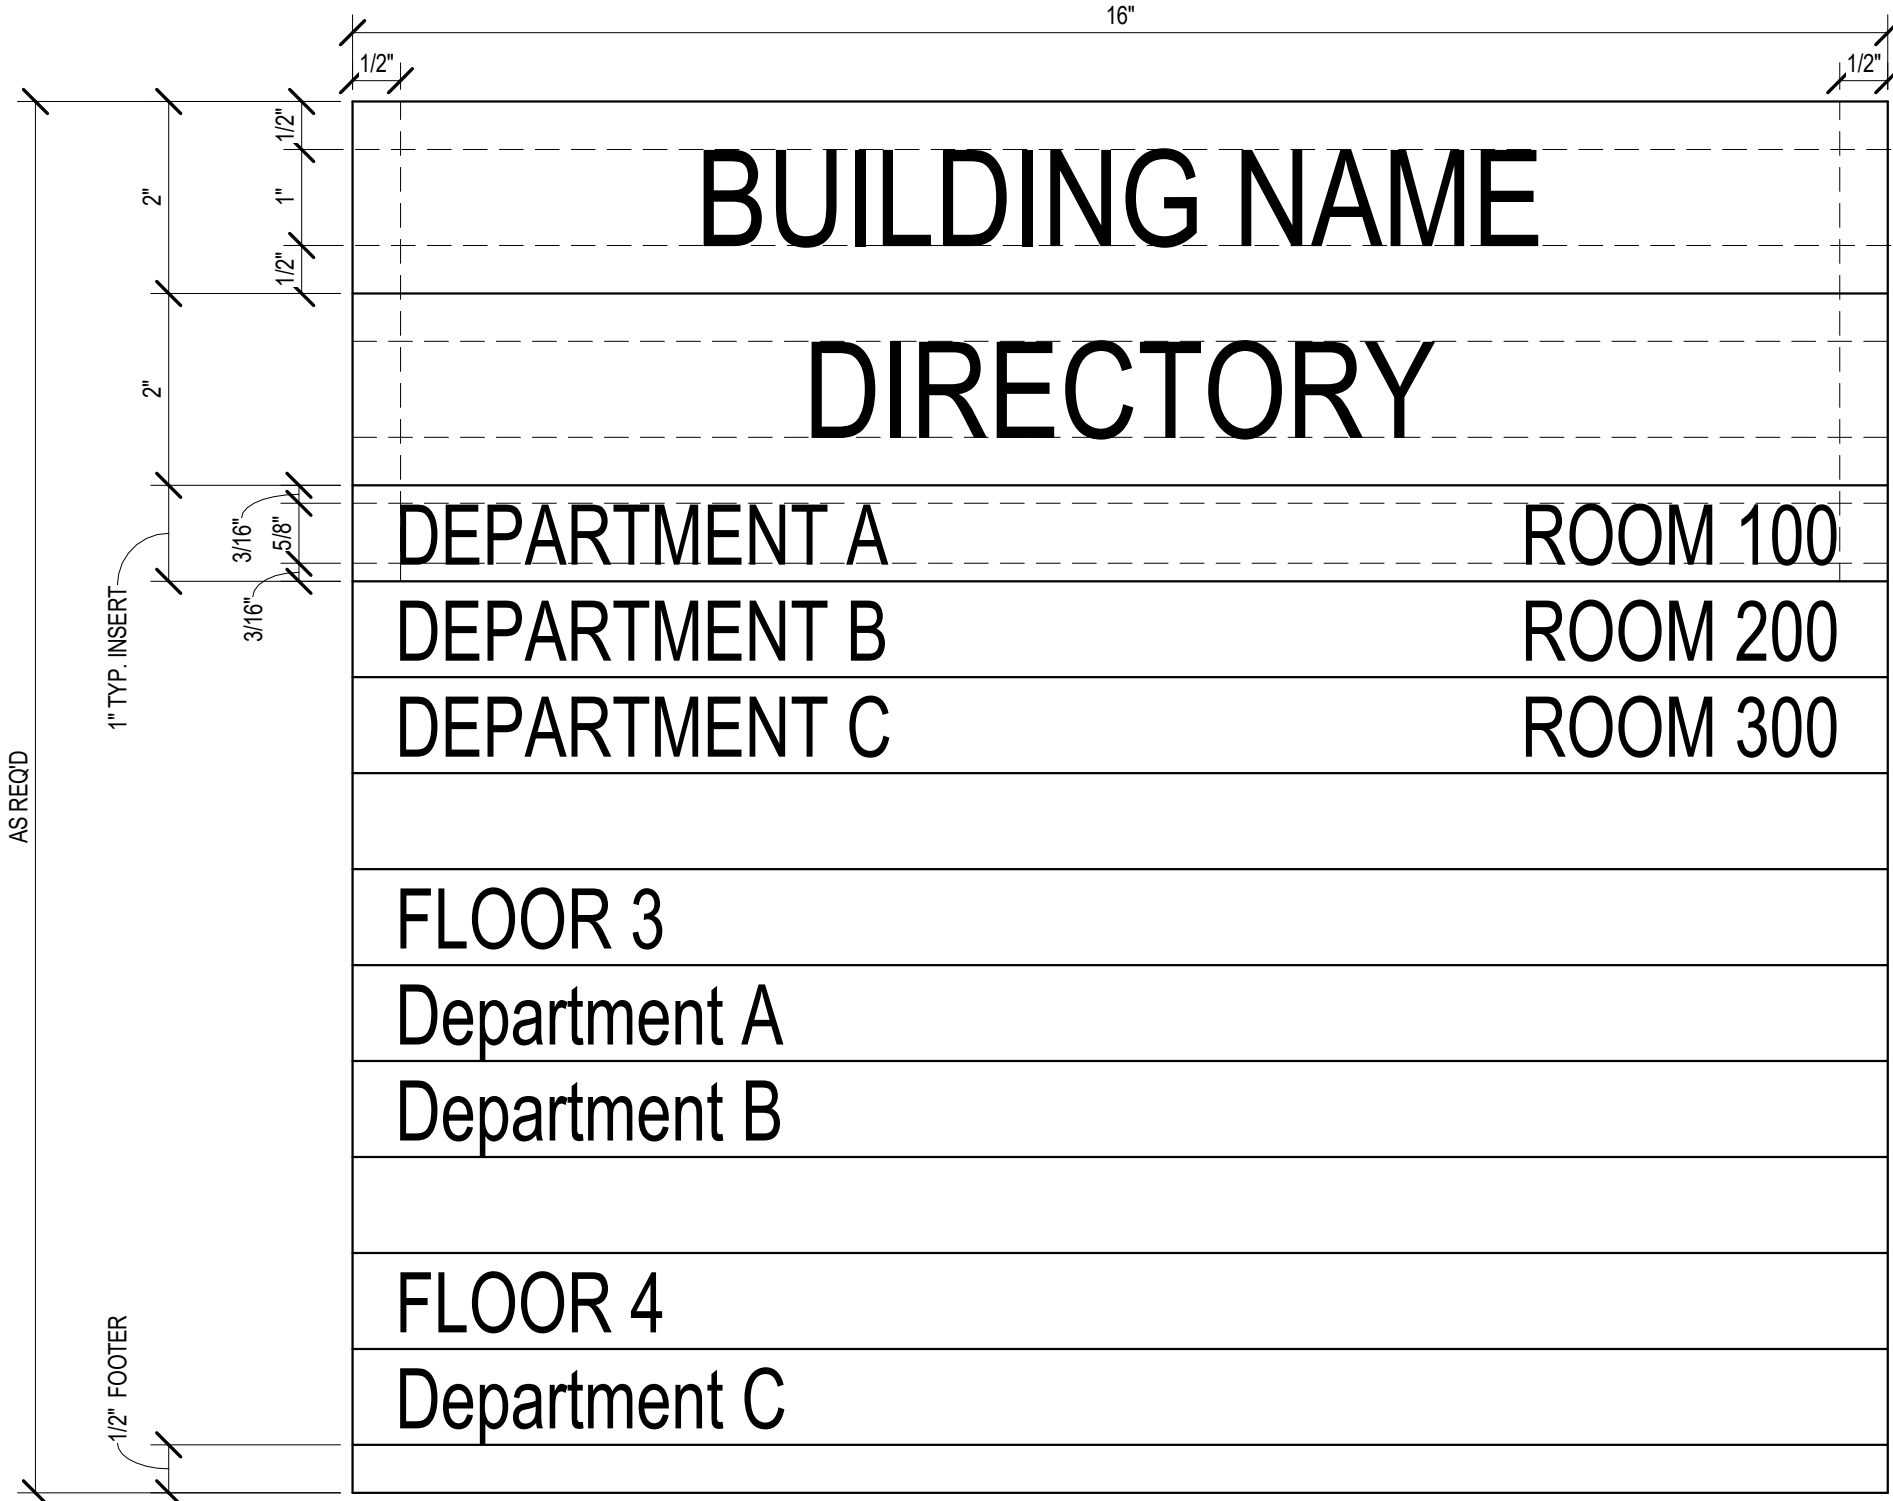 16"
1/2" 1/2"
1/2"
2" 1"
1/2"
BUILDING NAME
2"
DIRECTORY
3/16" 5/8"
3/16"
1" TYP. INSERT
DEPARTMENT A ROOM 100
DEPARTMENT B ROOM 200
DEPARTMENT C ROOM 300
AS REQ'D
FLOOR 3
Department A
Department B
FLOOR 4
Department C
1/2" FOOTER